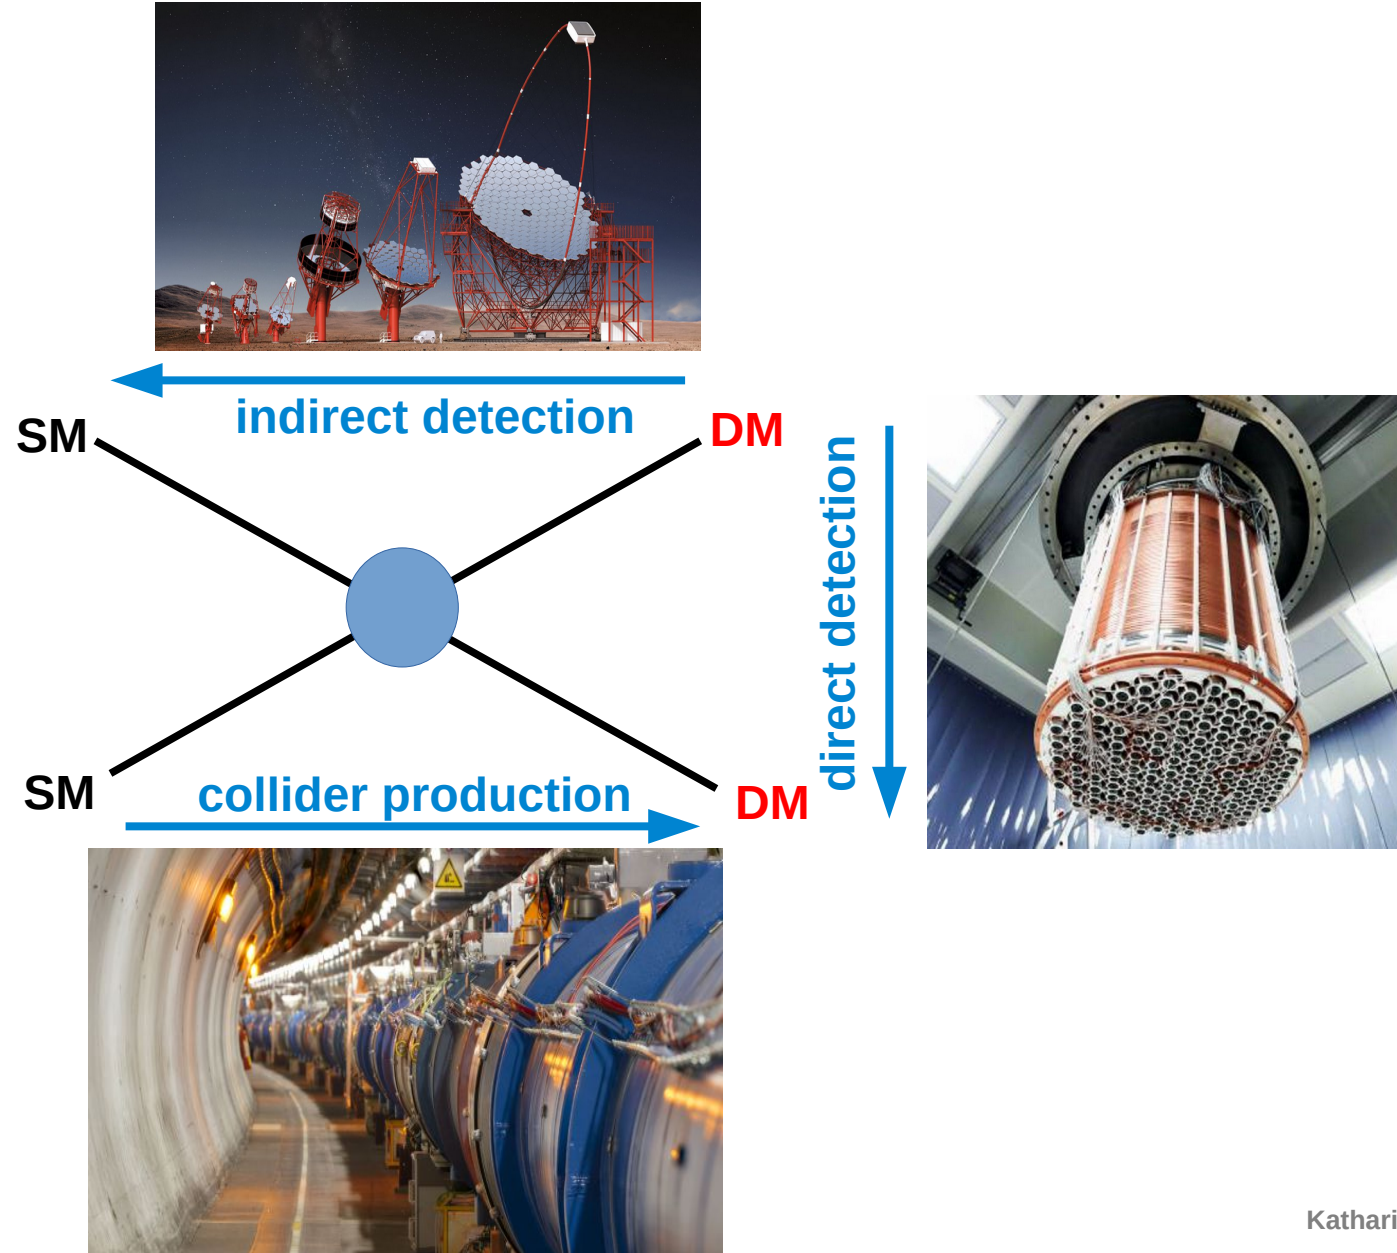 indirect detection
SM
DM
direct detection
SM
collider production
DM
Kathari